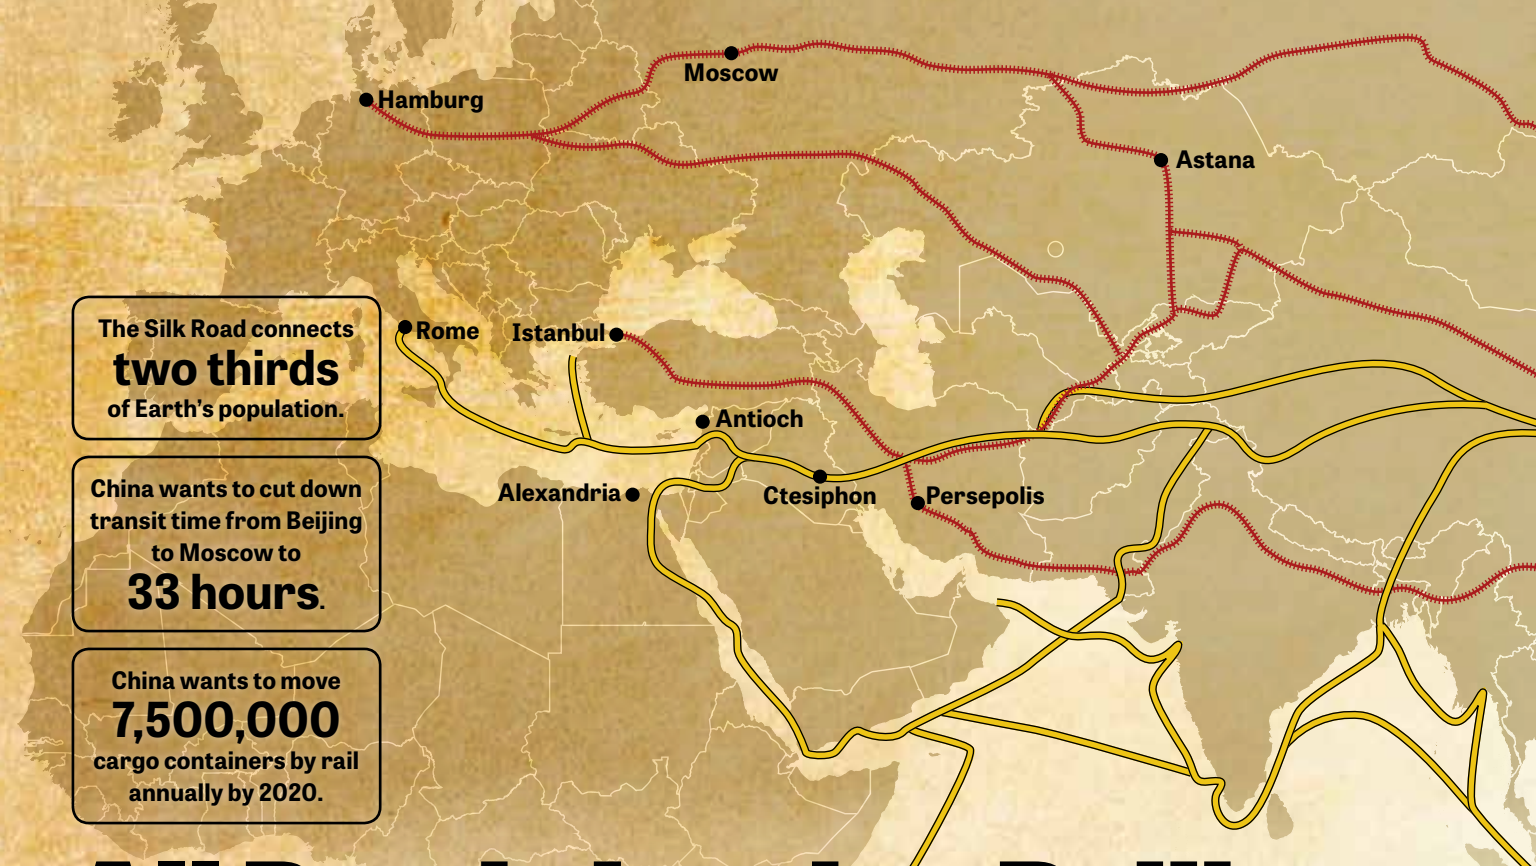 Moscow
Hamburg
Astana
The Silk Road connects
two thirds
of Earth's population.
Rome
Istanbul
Antioch
China wants to cut down
transit time from Beijing
to Moscow to
33 hours.
Alexandria
Ctesiphon
Persepolis
China wants to move
7,500,000
cargo containers by rail
annually by 2020.